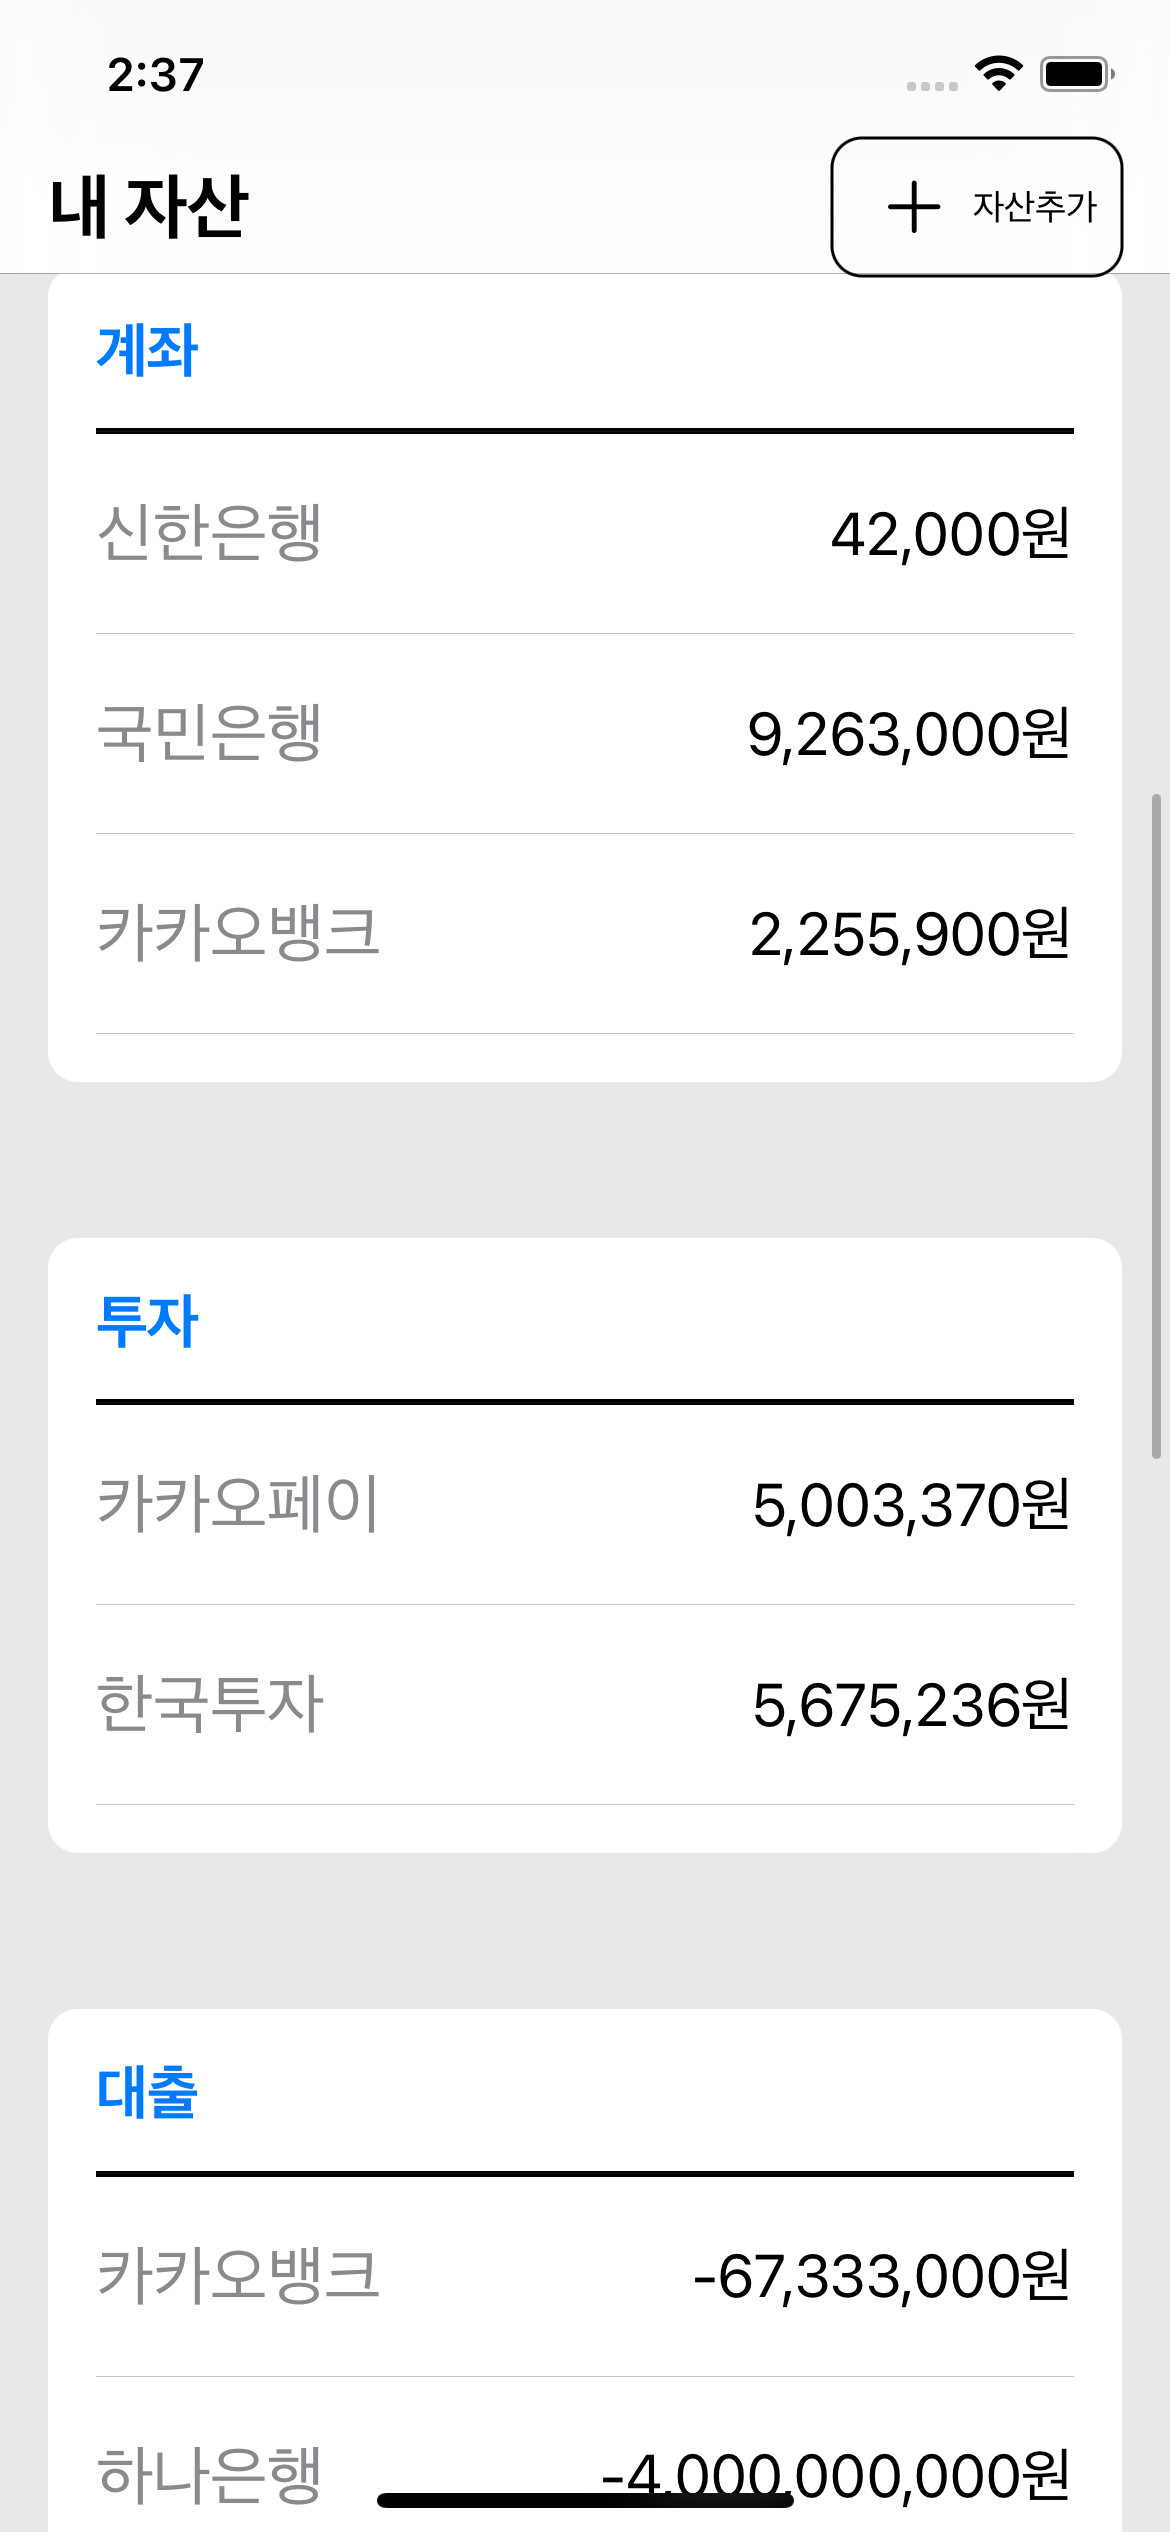 2:37
내 자산
자산추가
계좌
신한은행 42,000원
국민은행 9,263,000원
카카오뱅크 2,255,900원
투자
카카오페이 5,003,370원
한국투자 5,675,236원
대출
카카오뱅크 -67,333,000원
하나은행 -4,000,000,000원